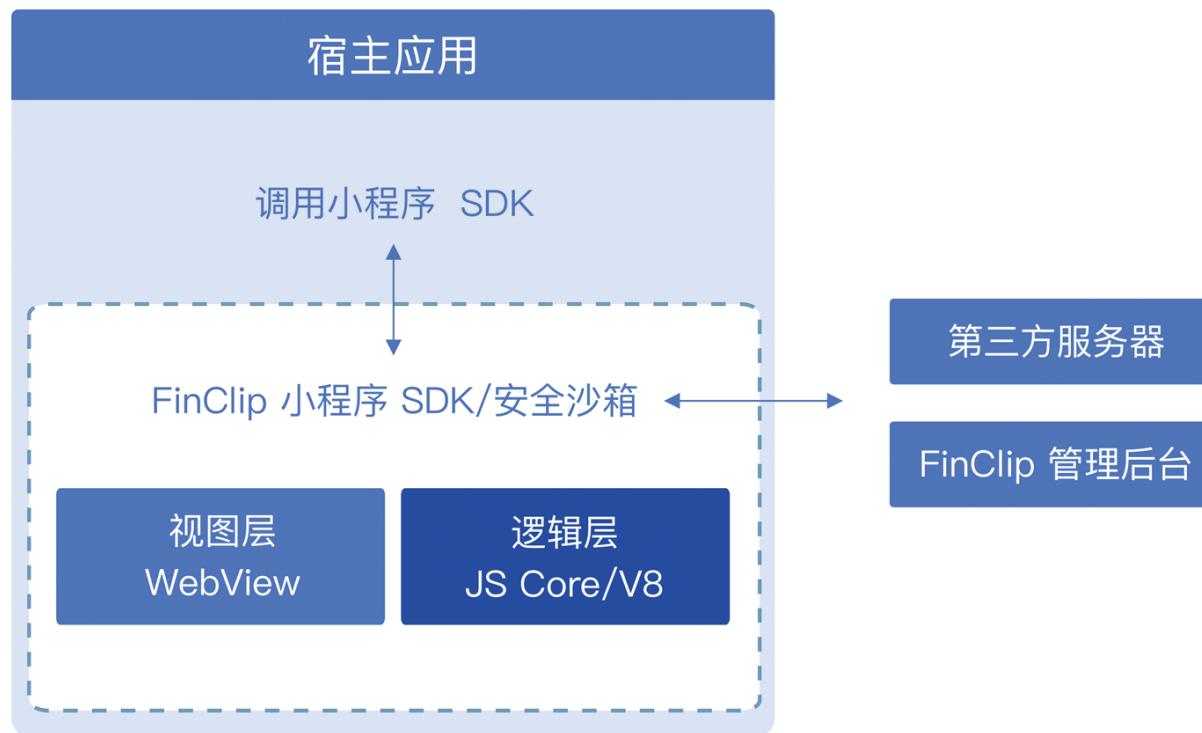 宿主应用
调用小程序 SDK
FinClip 小程序 SDK/安全沙箱
第三方服务器
FinClip 管理后台
视图层
WebView
逻辑层
JS Core/V8